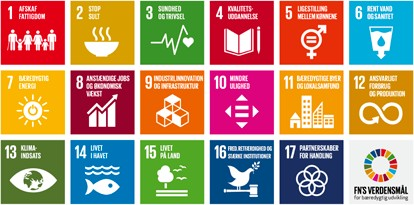 1 AFSKAF
FATTIGDOM
2 STOP
SULT
3 SUNDHED
OG TRIVSEL
4 KVALITETS-
UDDANNELSE
5 LIGESTILLING
MELLEM KØNNENE
6 RENT VAND
OG SANITET
7 BÆREDYGTIG
ENERGI
8 ANSTÆNDIGE JOBS
OG ØKONOMISK
VÆKST
9 INDUSTRI, INNOVATION
OG INFRASTRUKTUR
10 MINDRE
ULIGHED
11 BÆREDYGTIGE BYER
OG LOKALSAMFUND
12 ANSVARLIGT
FORBRUG
OG PRODUKTION
13 KLIMA-
INDSATS
14 LIVET
I HAVET
15 LIVET
PÅ LAND
16 FRED, RETFÆRDIGHED OG
STÆRKE INSTITUTIONER
17 PARTNERSKABER
FOR HANDLING
FN'S VERDENSMÅL
for bæredygtig udvikling